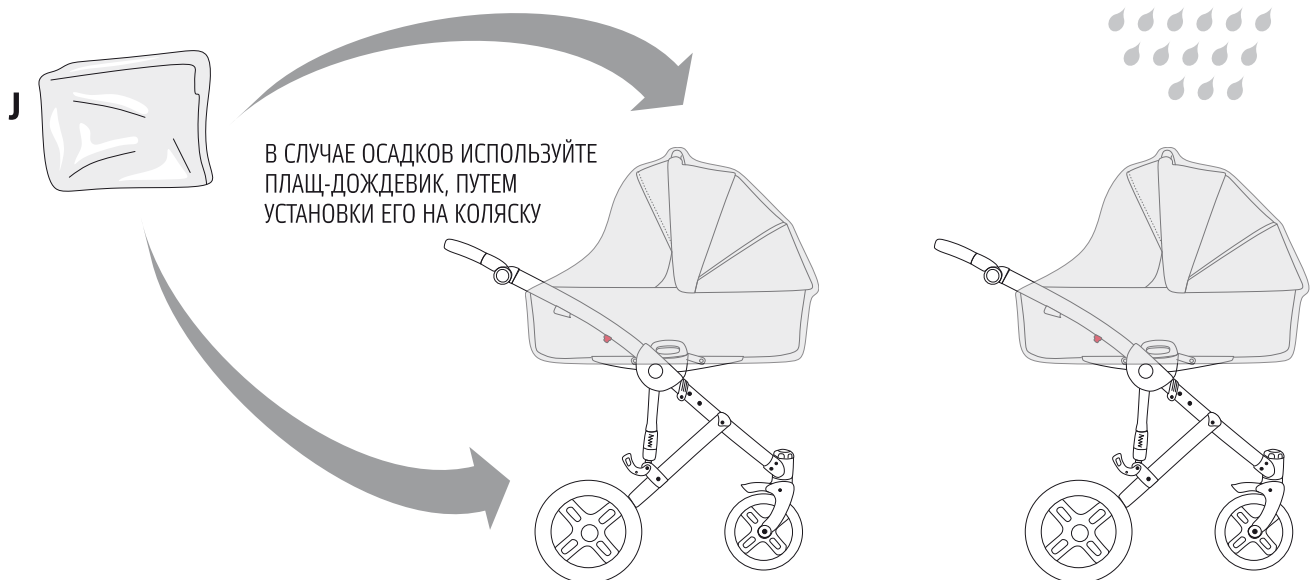 J
В СЛУЧАЕ ОСАДКОВ ИСПОЛЬЗУЙТЕ
ПЛАЩ-ДОЖДЕВИК, ПУТЕМ
УСТАНОВКИ ЕГО НА КОЛЯСКУ